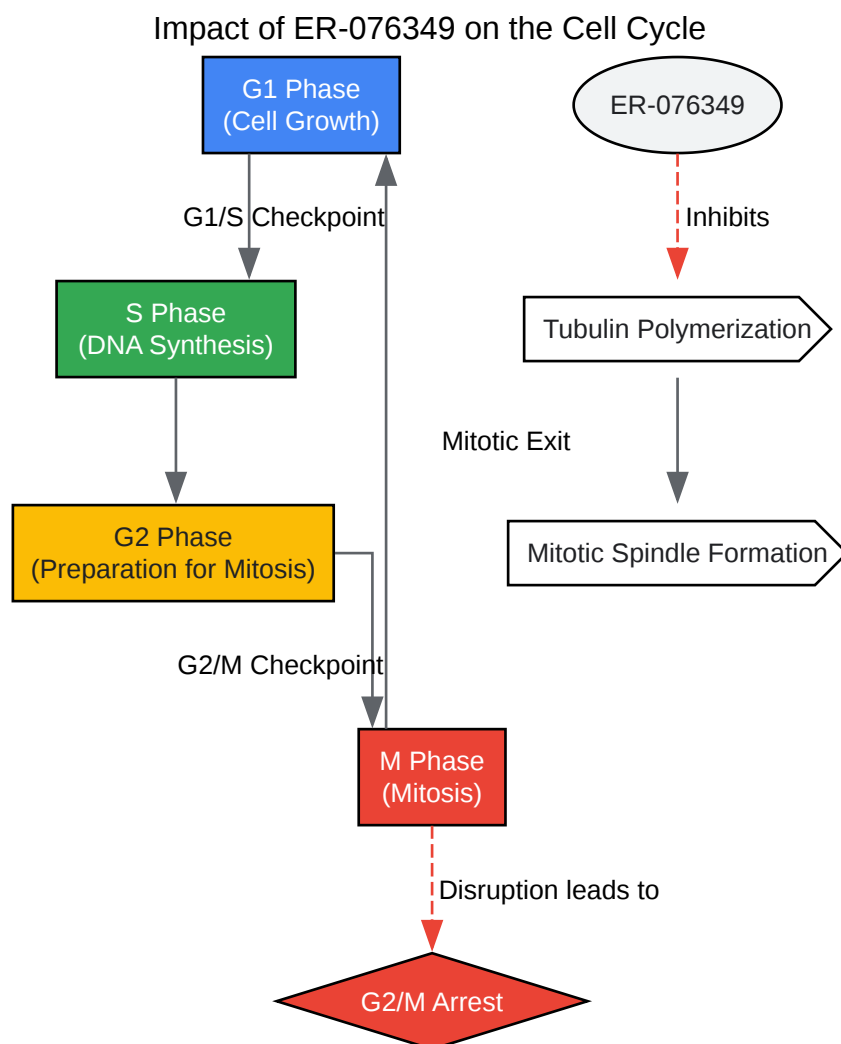 Impact of ER-076349 on the Cell Cycle
G1 Phase
(Cell Growth)
ER-076349
G1/S Checkpoint
Inhibits
S Phase
(DNA Synthesis)
Tubulin Polymerization
Mitotic Exit
G2 Phase
(Preparation for Mitosis)
Mitotic Spindle Formation
G2/M Checkpoint
M Phase
(Mitosis)
Disruption leads to
G2/M Arrest